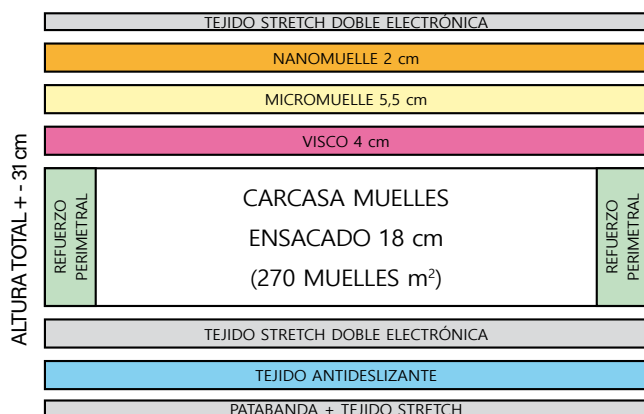 TEJIDO STRETCH DOBLE ELECTRÓNICA
NANOMUELLE 2 cm
MICROMUELLE 5,5 cm
VISCO 4 cm
ALTURA TOTAL + - 31 cm
REFUERZO
PERIMETRAL
CARCASA MUELLES
ENSACADO 18 cm
(270 MUELLES m²)
REFUERZO
PERIMETRAL
TEJIDO STRETCH DOBLE ELECTRÓNICA
TEJIDO ANTIDESLIZANTE
PATABANDA + TEJIDO STRETCH